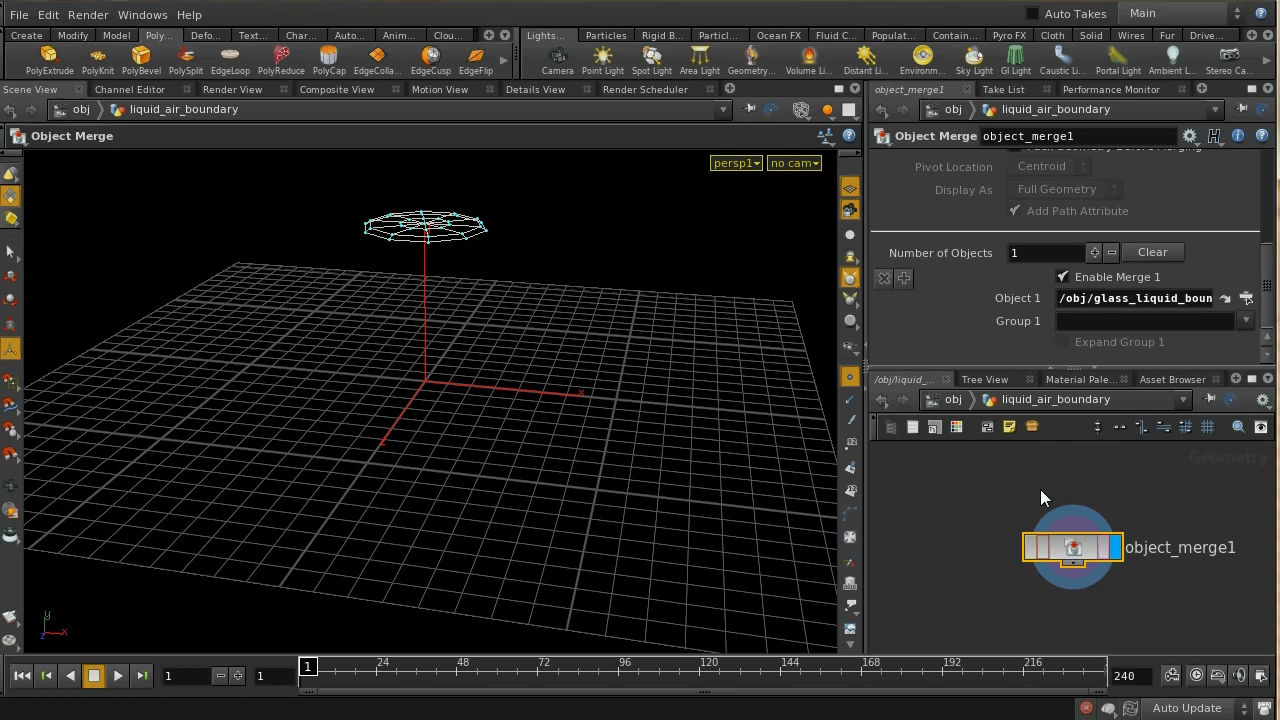 File Edit Render Windows Help Auto Takes Main
Create Modify Model Poly... Defo... Text... Char... Auto... Anim... Clou... Lights... Particles Rigid B... Particl... Ocean FX Fluid C... Populat... Contain... Pyro FX Cloth Solid Wires Fur Drive...
PolyExtrude PolyKnit PolyBevel PolySplit EdgeLoop PolyReduce PolyCap EdgeColla... EdgeCusp EdgeFlip Camera Point Light Spot Light Area Light Geometry... Volume Li... Distant Li... Environm... Sky Light GI Light Caustic Li... Portal Light Ambient L... Stereo Ca...
Scene View Channel Editor Render View Composite View Motion View Details View Render Scheduler object_merge1 Take List Performance Monitor
obj liquid_air_boundary obj liquid_air_boundary
Object Merge Object Merge object_merge1
persp1 no cam
Pivot Location Centroid
Display As Full Geometry
Add Path Attribute
Number of Objects 1 Clear
Enable Merge 1
Object 1 /obj/glass_liquid_boun
Group 1
Expand Group 1
/obj/liquid_... Tree View Material Pale... Asset Browser
obj liquid_air_boundary
Geometry
object_merge1
x
y
z x
1 1 1 24 48 72 96 120 144 168 192 216 240
Auto Update